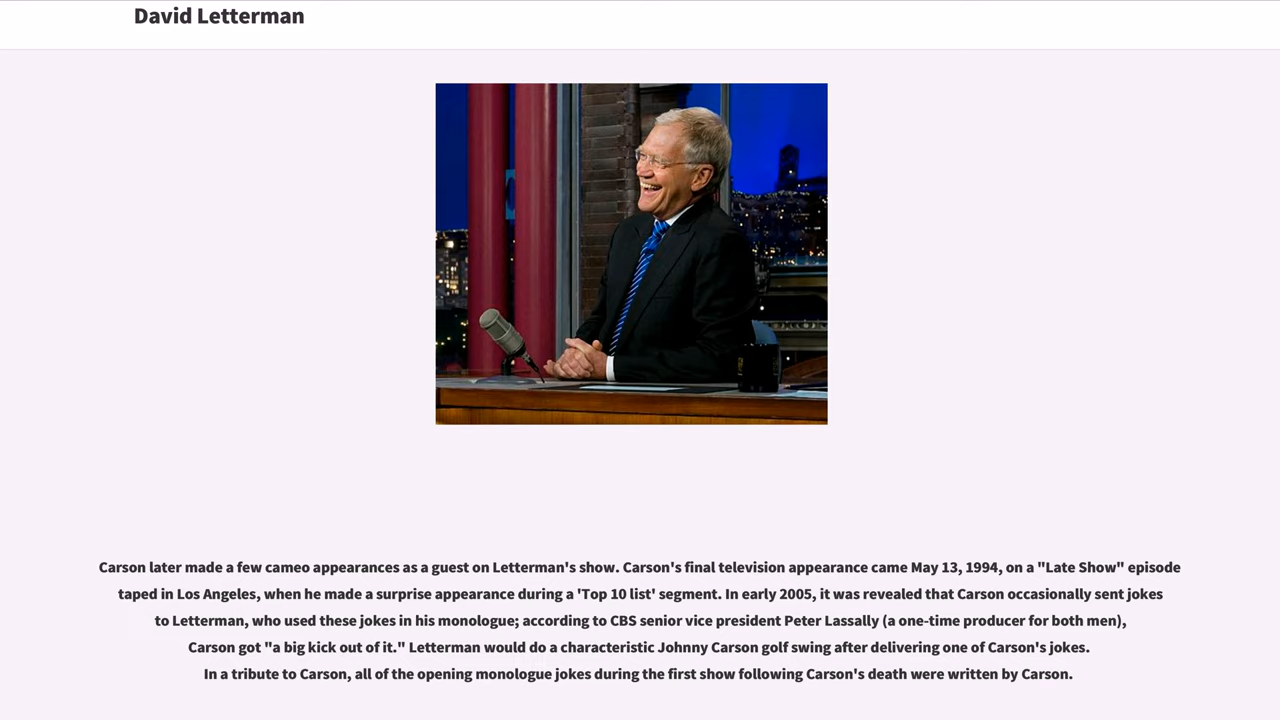 David Letterman
Carson later made a few cameo appearances as a guest on Letterman's show. Carson's final television appearance came May 13, 1994, on a "Late Show" episode
taped in Los Angeles, when he made a surprise appearance during a 'Top 10 list' segment. In early 2005, it was revealed that Carson occasionally sent jokes
to Letterman, who used these jokes in his monologue; according to CBS senior vice president Peter Lassally (a one-time producer for both men),
Carson got "a big kick out of it." Letterman would do a characteristic Johnny Carson golf swing after delivering one of Carson's jokes.
In a tribute to Carson, all of the opening monologue jokes during the first show following Carson's death were written by Carson.